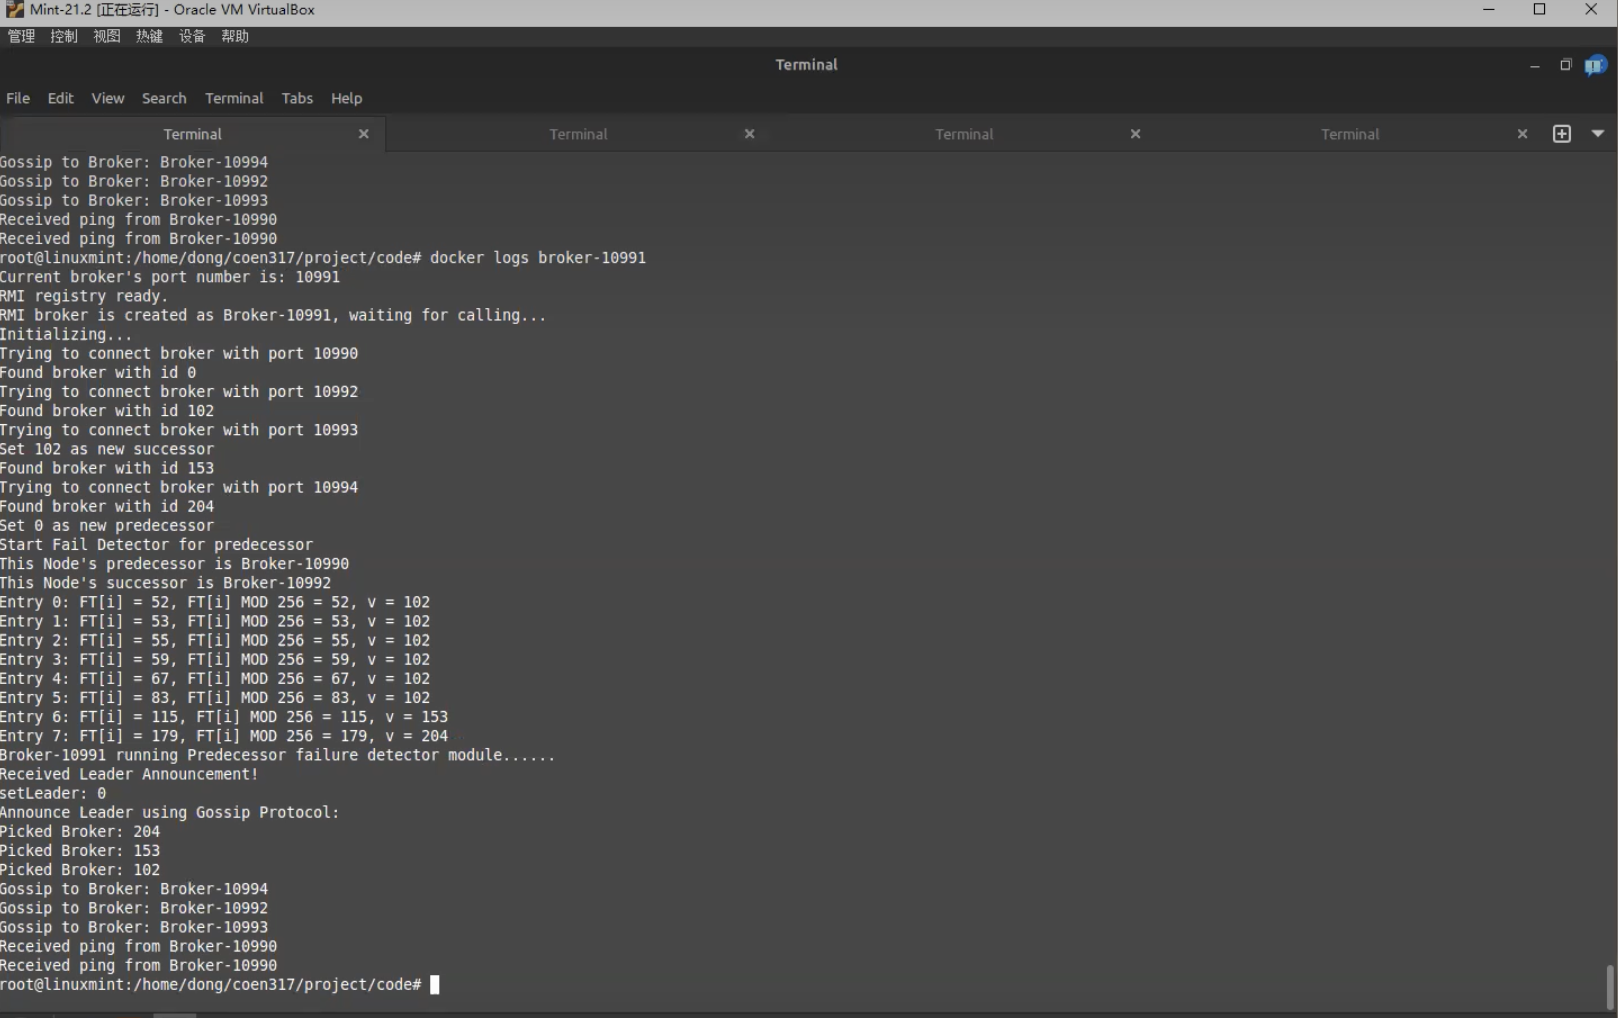 Mint-21.2 [正在运行] - Oracle VM VirtualBox
管理 控制 视图 热键 设备 帮助
Terminal
File Edit View Search Terminal Tabs Help
Terminal Terminal Terminal Terminal
Gossip to Broker: Broker-10994
Gossip to Broker: Broker-10992
Gossip to Broker: Broker-10993
Received ping from Broker-10990
Received ping from Broker-10990
root@linuxmint:/home/dong/coen317/project/code# docker logs broker-10991
Current broker's port number is: 10991
RMI registry ready.
RMI broker is created as Broker-10991, waiting for calling...
Initializing...
Trying to connect broker with port 10990
Found broker with id 0
Trying to connect broker with port 10992
Found broker with id 102
Trying to connect broker with port 10993
Set 102 as new successor
Found broker with id 153
Trying to connect broker with port 10994
Found broker with id 204
Set 0 as new predecessor
Start Fail Detector for predecessor
This Node's predecessor is Broker-10990
This Node's successor is Broker-10992
Entry 0: FT[i] = 52, FT[i] MOD 256 = 52, v = 102
Entry 1: FT[i] = 53, FT[i] MOD 256 = 53, v = 102
Entry 2: FT[i] = 55, FT[i] MOD 256 = 55, v = 102
Entry 3: FT[i] = 59, FT[i] MOD 256 = 59, v = 102
Entry 4: FT[i] = 67, FT[i] MOD 256 = 67, v = 102
Entry 5: FT[i] = 83, FT[i] MOD 256 = 83, v = 102
Entry 6: FT[i] = 115, FT[i] MOD 256 = 115, v = 153
Entry 7: FT[i] = 179, FT[i] MOD 256 = 179, v = 204
Broker-10991 running Predecessor failure detector module......
Received Leader Announcement!
setLeader: 0
Announce Leader using Gossip Protocol:
Picked Broker: 204
Picked Broker: 153
Picked Broker: 102
Gossip to Broker: Broker-10994
Gossip to Broker: Broker-10992
Gossip to Broker: Broker-10993
Received ping from Broker-10990
Received ping from Broker-10990
root@linuxmint:/home/dong/coen317/project/code#